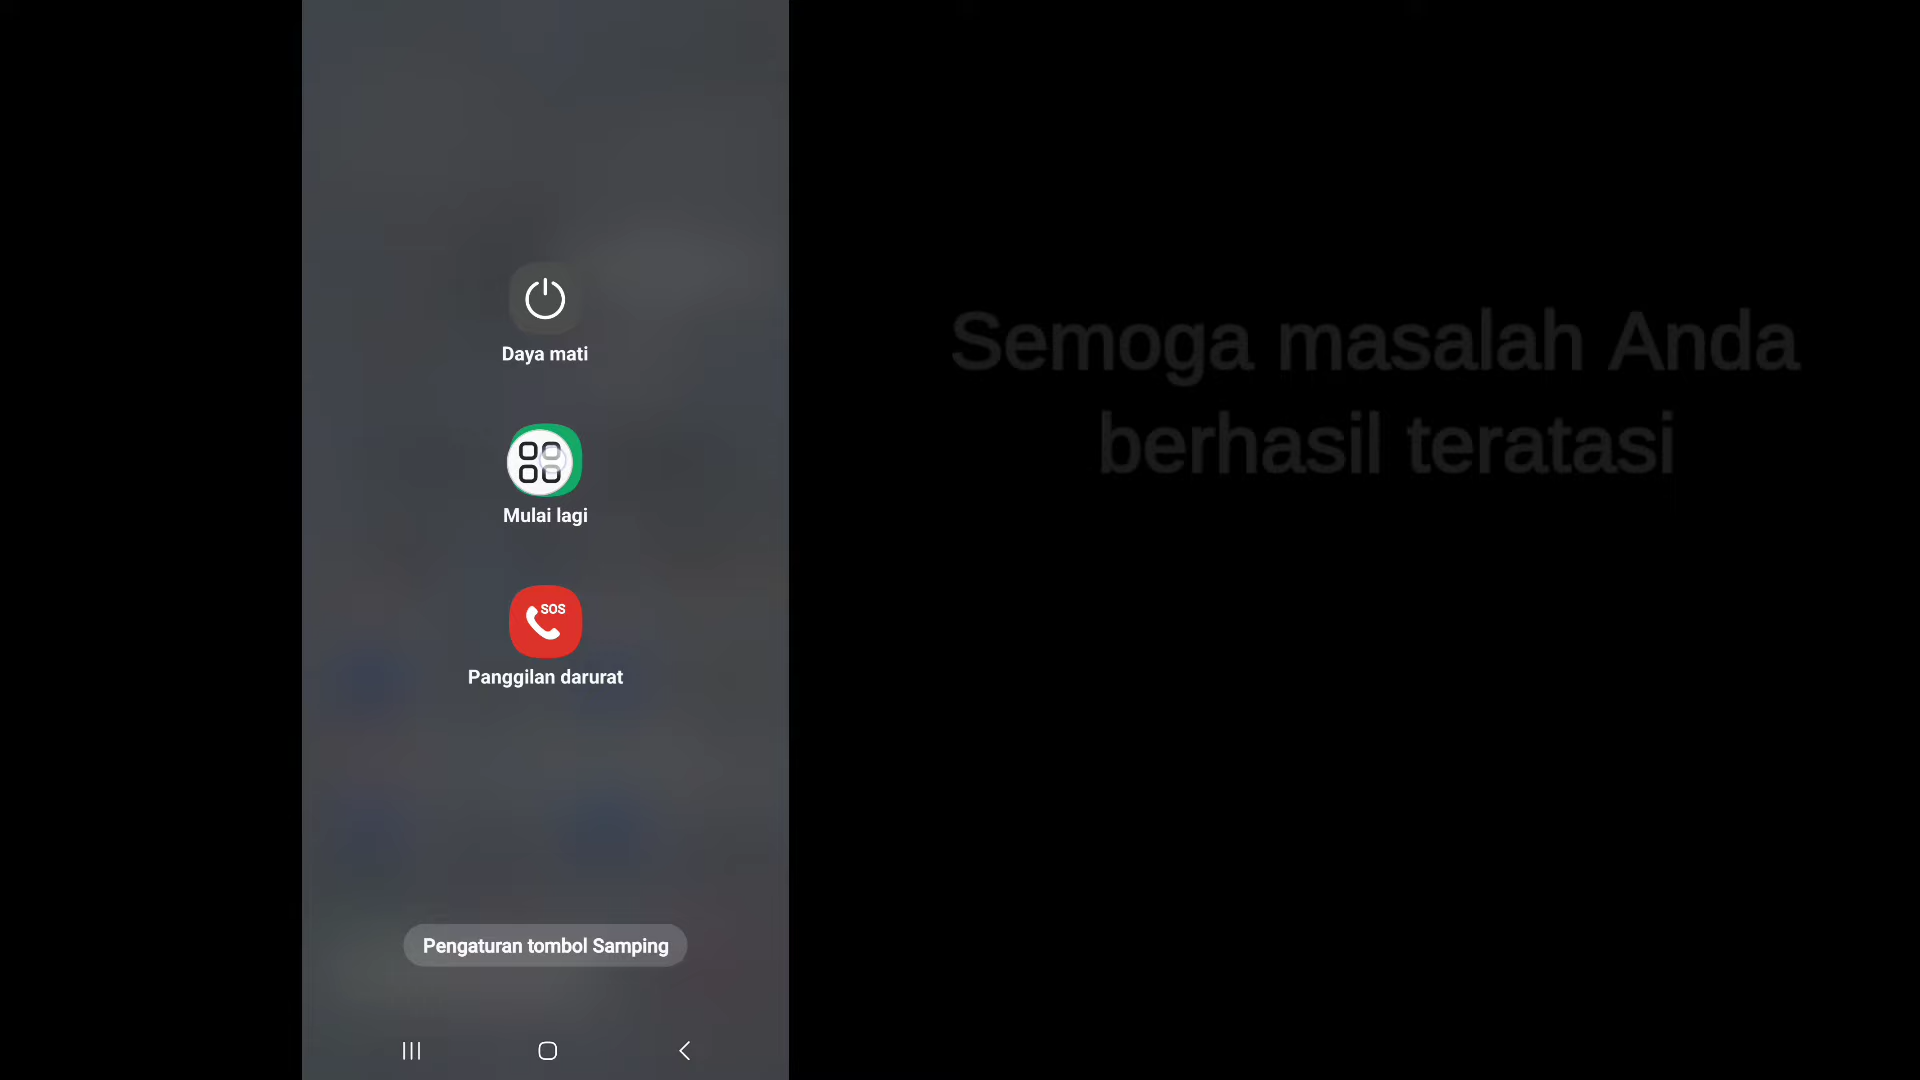 Daya mati
Mulai lagi
SOS
Panggilan darurat
Pengaturan tombol Samping
Semoga masalah Anda
berhasil teratasi